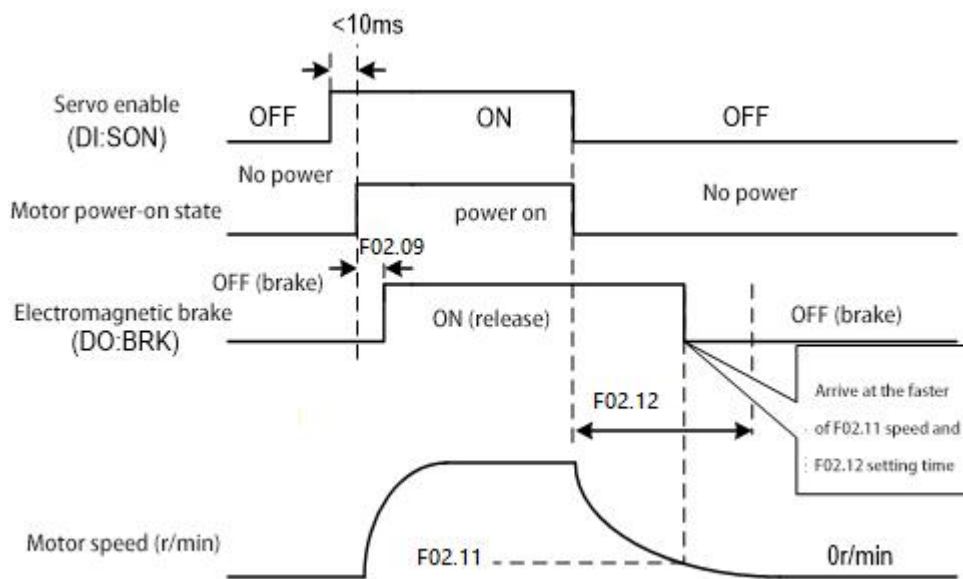 <10ms
Servo enable
(DI:SON)
OFF
ON
OFF
No power
No power
Motor power-on state
power on
F02.09
OFF (brake)
Electromagnetic brake
(DO:BRK)
ON (release)
OFF (brake)
F02.12
Arrive at the faster
of F02.11 speed and
F02.12 setting time
Motor speed (r/min)
F02.11
0r/min